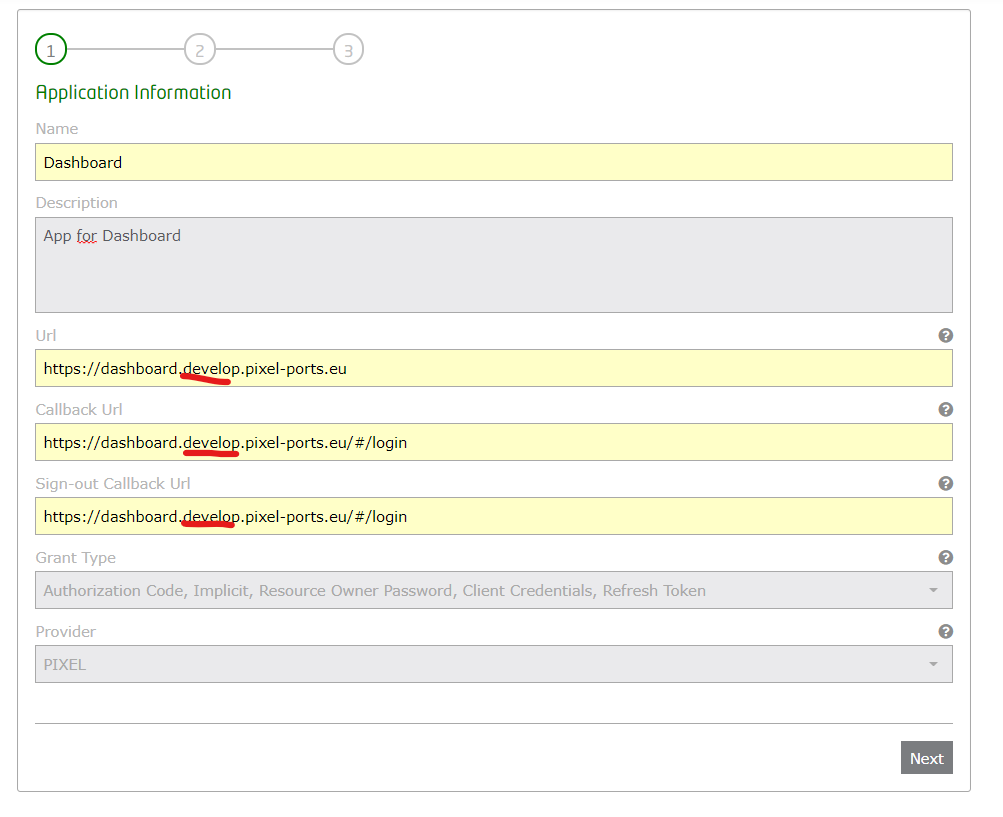 1 2 3
Application Information
Name
Dashboard
Description
App for Dashboard
Url
https://dashboard.develop.pixel-ports.eu
Callback Url
https://dashboard.develop.pixel-ports.eu/#/login
Sign-out Callback Url
https://dashboard.develop.pixel-ports.eu/#/login
Grant Type
Authorization Code, Implicit, Resource Owner Password, Client Credentials, Refresh Token
Provider
PIXEL
Next